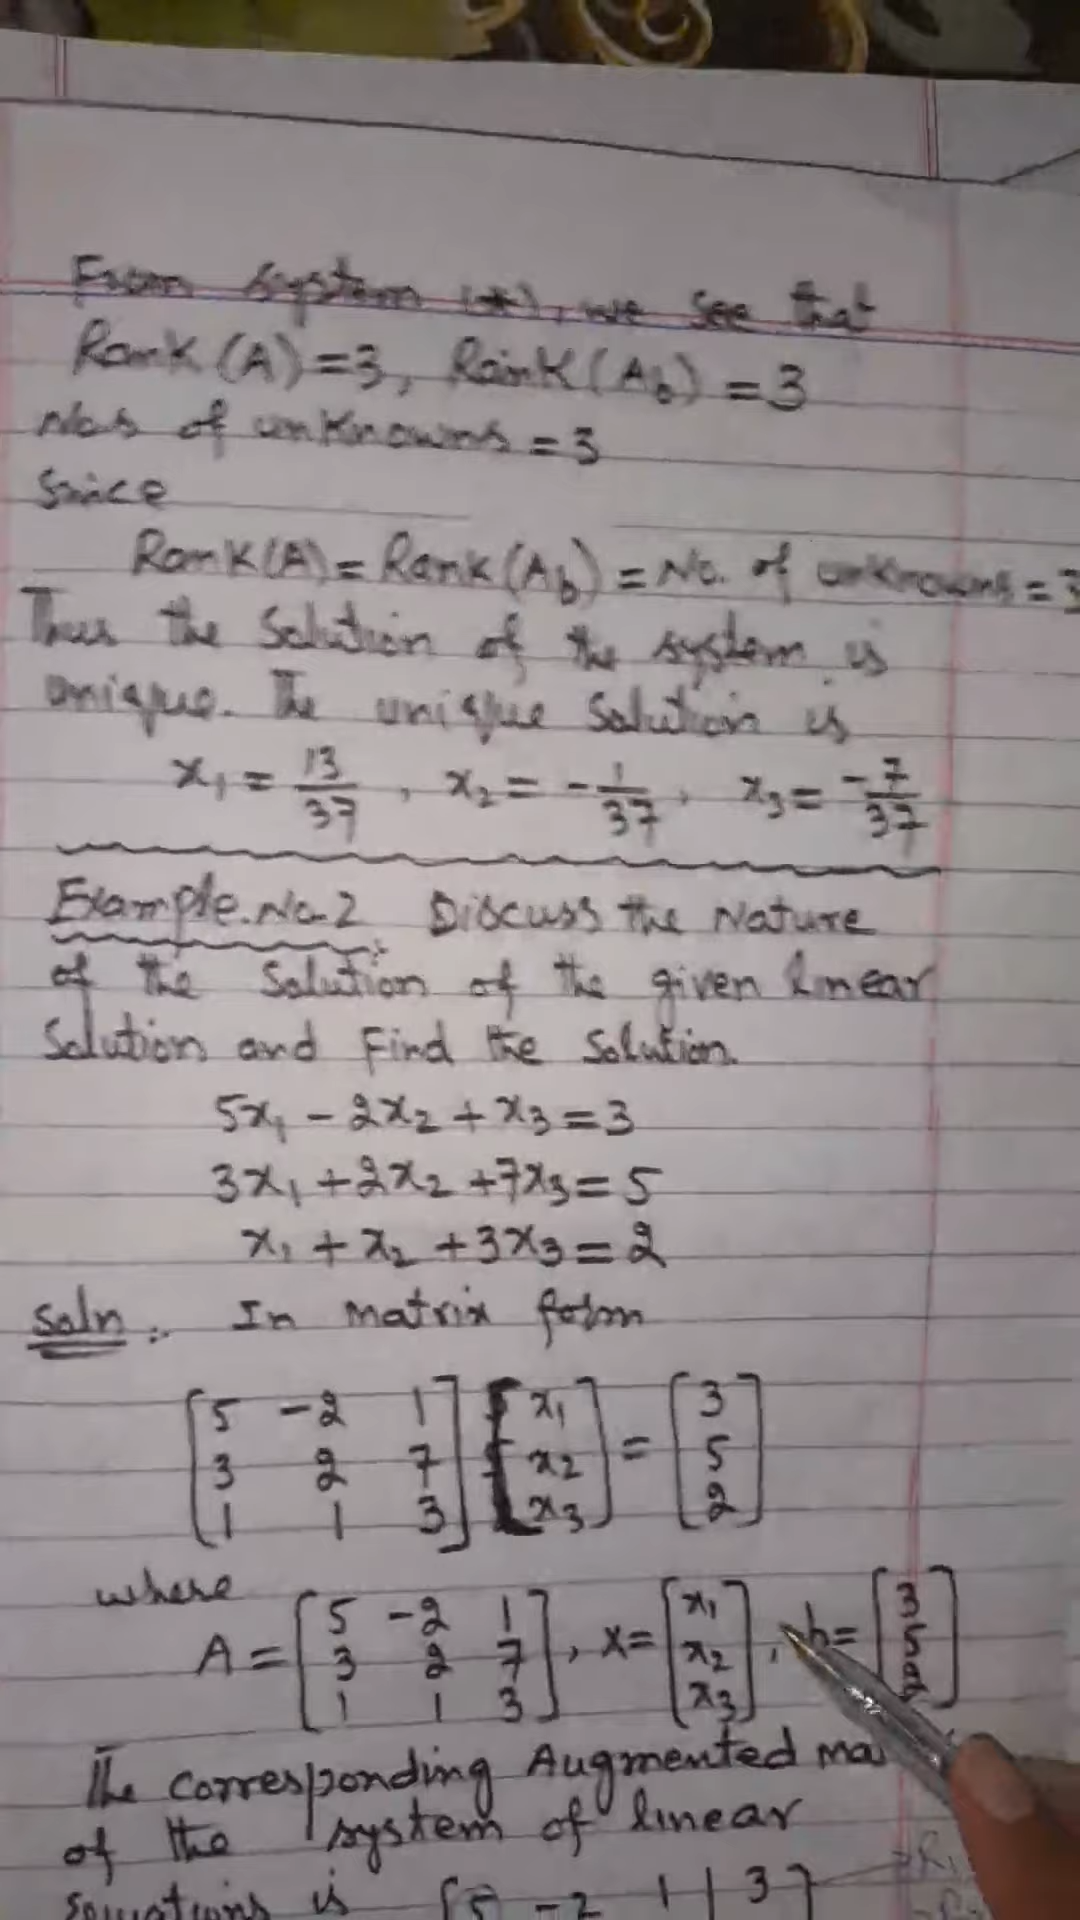 From system (*), we see that
Rank(A)=3, Rank(Ab) = 3
Nos of unknowns = 3
Since
Rank(A) = Rank(Ab) = No. of unknowns = 3
Thus the Solution of the system is
unique. The unique Solution is
x₁ = 13/37 , x₂ = -1/37 , x₃ = -7/37
Example.No-2 Discuss the Nature
of the Solution of the given linear
Solution and Find the Solution.
5x₁ - 2x₂ + x₃ = 3
3x₁ + 2x₂ + 7x₃ = 5
x₁ + x₂ + 3x₃ = 2
Soln:. In matrix form
[5 -2 1] [x₁] = [3]
[3 2 7] [x₂] [5]
[1 1 3] [x₃] [2]
where
A = [5 -2 1], x = [x₁], b = [3]
[3 2 7] [x₂] [5]
[1 1 3] [x₃] [2]
The corresponding Augmented
of the system of linear
equations is [5 -2 1 | 3]